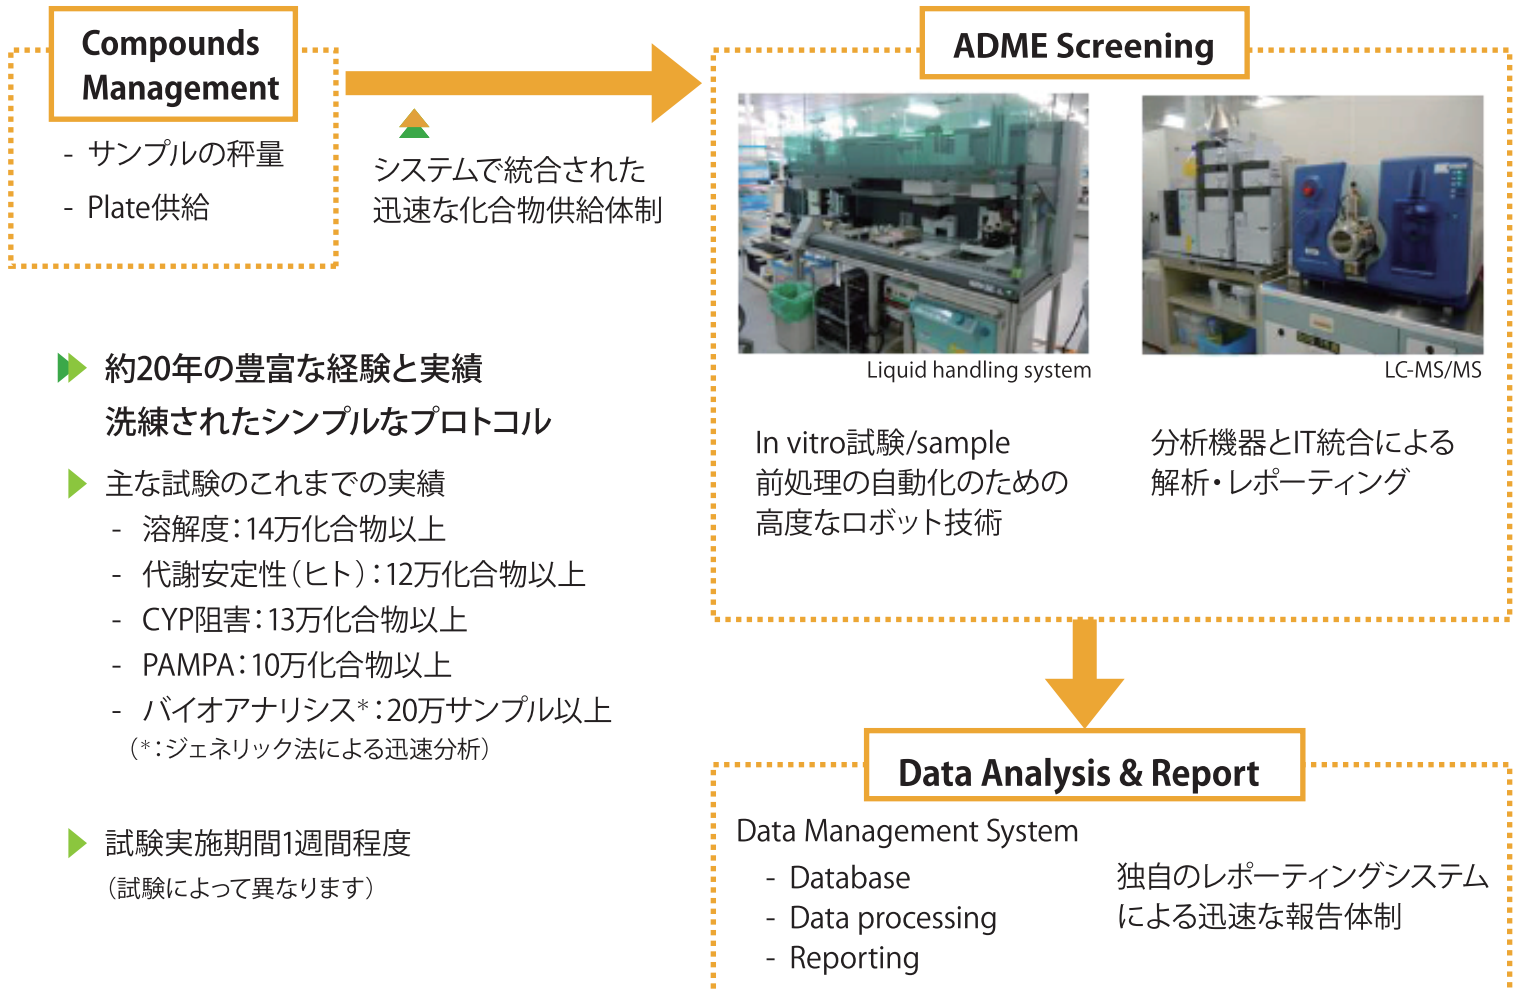 Compounds
Management
- サンプルの秤量
- Plate供給
システムで統合された
迅速な化合物供給体制
ADME Screening
Liquid handling system
LC-MS/MS
In vitro試験/sample
前処理の自動化のための
高度なロボット技術
分析機器とIT統合による
解析・レポーティング
約20年の豊富な経験と実績
洗練されたシンプルなプロトコル
主な試験のこれまでの実績
- 溶解度：14万化合物以上
- 代謝安定性（ヒト）：12万化合物以上
- CYP阻害：13万化合物以上
- PAMPA：10万化合物以上
- バイオアナリシス*：20万サンプル以上
（*：ジェネリック法による迅速分析）
試験実施期間1週間程度
（試験によって異なります）
Data Analysis & Report
Data Management System
- Database
- Data processing
- Reporting
独自のレポーティングシステム
による迅速な報告体制